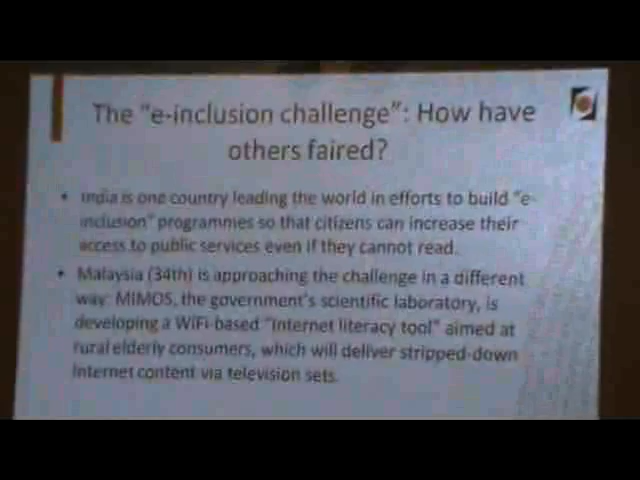 The "e-inclusion challenge": How have
others faired?
• India is one country leading the world in efforts to build "e-
inclusion" programmes so that citizens can increase their
access to public services even if they cannot read.
• Malaysia (34th) is approaching the challenge in a different
way: MIMOS, the government's scientific laboratory, is
developing a WiFi-based "Internet literacy tool" aimed at
rural elderly consumers, which will deliver stripped-down
Internet content via television sets.